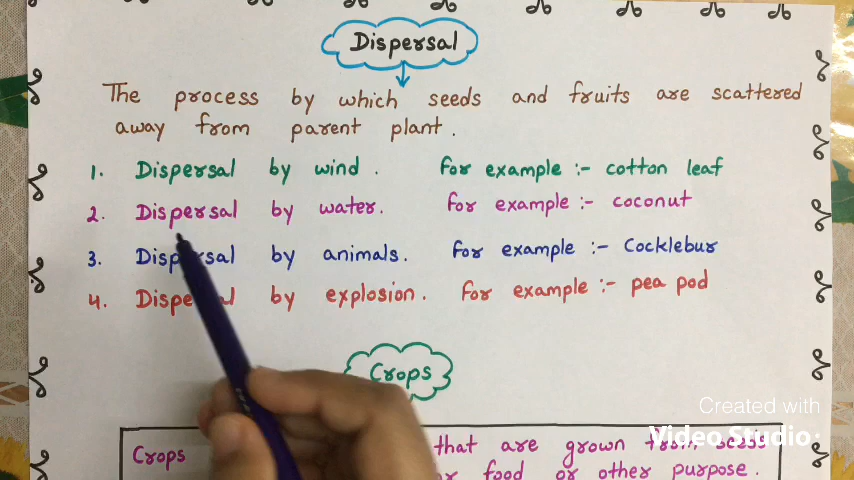 Dispersal
The process by which seeds and fruits are scattered
away from parent plant.
1. Dispersal by wind. For example :- cotton leaf
2. Dispersal by water. For example :- coconut
3. Dispersal by animals. For example :- Cocklebur
4. Dispersal by explosion. For example :- pea pod
Crops
Created with
Video Studio
Crops that are grown from
food or other purpose.